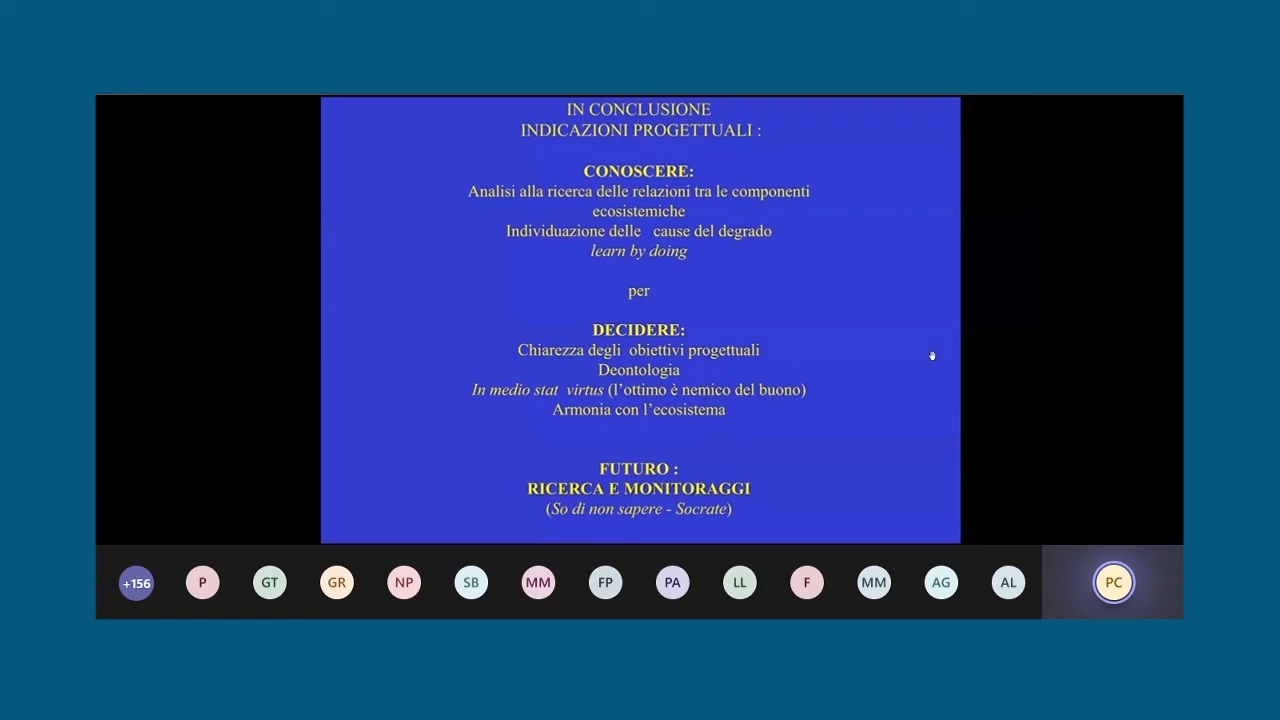 IN CONCLUSIONE
INDICAZIONI PROGETTUALI :
CONOSCERE:
Analisi alla ricerca delle relazioni tra le componenti
ecosistemiche
Individuazione delle cause del degrado
learn by doing
per
DECIDERE:
Chiarezza degli obiettivi progettuali
Deontologia
In medio stat virtus (l’ottimo è nemico del buono)
Armonia con l’ecosistema
FUTURO :
RICERCA E MONITORAGGI
(So di non sapere - Socrate)
+156 P GT GR NP SB MM FP PA LL F MM AG AL PC